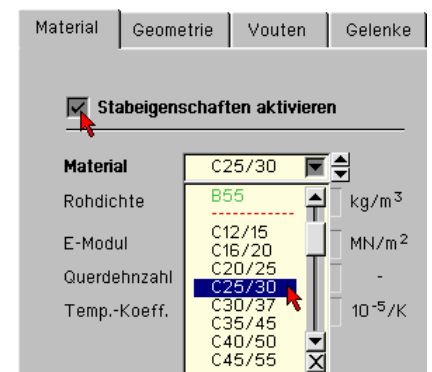 Material Geometrie Vouten Gelenke
Stabeigenschaften aktivieren
Material C25/30
Rohdichte B55 kg/m³
C12/15
E-Modul C16/20 MN/m²
C20/25
Querdehnzahl C25/30 -
Temp.-Koeff. C30/37 10⁻⁵/K
C35/45
C40/50
C45/55